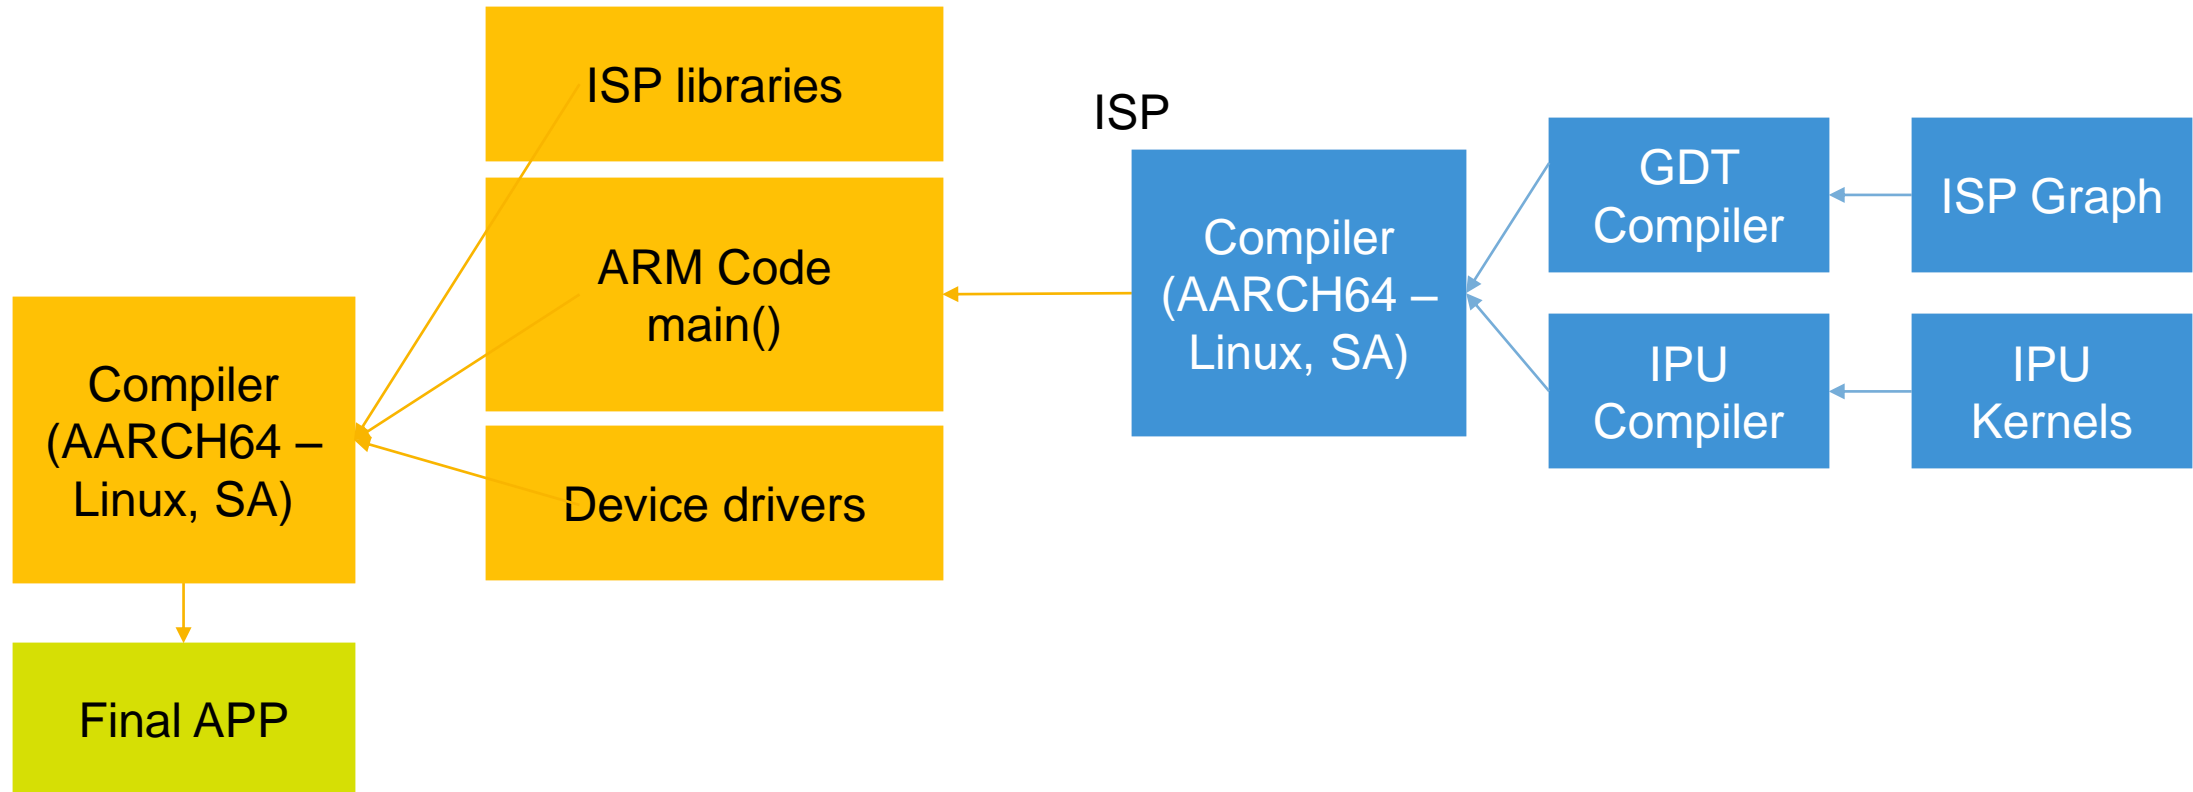 ISP libraries
ARM Code
main()
Device drivers
Compiler
(AARCH64 –
Linux, SA)
Final APP
ISP
Compiler
(AARCH64 –
Linux, SA)
GDT
Compiler
ISP Graph
IPU
Compiler
IPU
Kernels